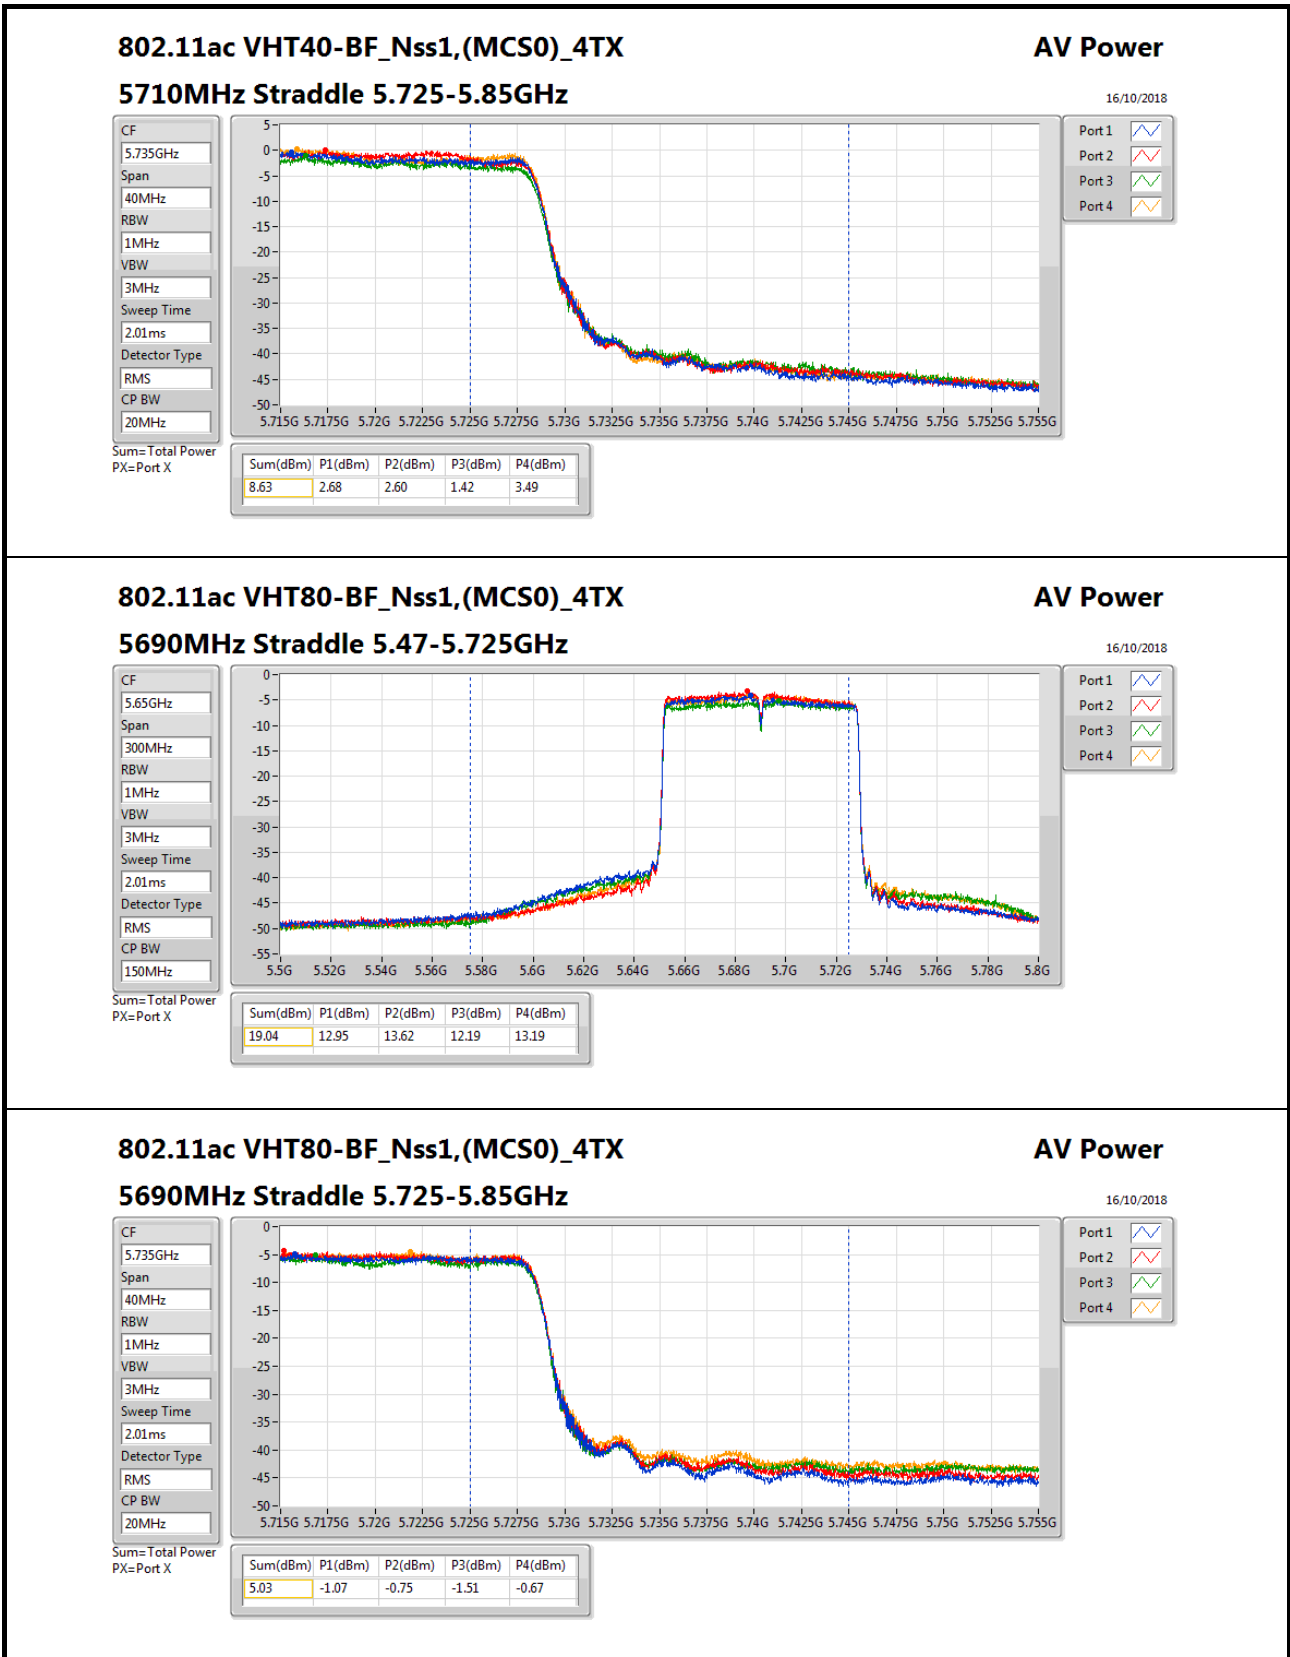 802.11ac VHT40-BF_Nss1,(MCS0)_4TX
AV Power
5710MHz Straddle 5.725-5.85GHz
16/10/2018
CF
5.735GHz
Span
40MHz
RBW
1MHz
VBW
3MHz
Sweep Time
2.01ms
Detector Type
RMS
CP BW
20MHz
Sum=Total Power
PX=Port X
5
0
-5
-10
-15
-20
-25
-30
-35
-40
-45
-50
5.715G 5.7175G 5.72G 5.7225G 5.725G 5.7275G 5.73G 5.7325G 5.735G 5.7375G 5.74G 5.7425G 5.745G 5.7475G 5.75G 5.7525G 5.755G
Port 1
Port 2
Port 3
Port 4
Sum(dBm) P1(dBm) P2(dBm) P3(dBm) P4(dBm)
8.63 2.68 2.60 1.42 3.49
802.11ac VHT80-BF_Nss1,(MCS0)_4TX
AV Power
5690MHz Straddle 5.47-5.725GHz
16/10/2018
CF
5.65GHz
Span
300MHz
RBW
1MHz
VBW
3MHz
Sweep Time
2.01ms
Detector Type
RMS
CP BW
150MHz
Sum=Total Power
PX=Port X
0
-5
-10
-15
-20
-25
-30
-35
-40
-45
-50
-55
5.5G 5.52G 5.54G 5.56G 5.58G 5.6G 5.62G 5.64G 5.66G 5.68G 5.7G 5.72G 5.74G 5.76G 5.78G 5.8G
Port 1
Port 2
Port 3
Port 4
Sum(dBm) P1(dBm) P2(dBm) P3(dBm) P4(dBm)
19.04 12.95 13.62 12.19 13.19
802.11ac VHT80-BF_Nss1,(MCS0)_4TX
AV Power
5690MHz Straddle 5.725-5.85GHz
16/10/2018
CF
5.735GHz
Span
40MHz
RBW
1MHz
VBW
3MHz
Sweep Time
2.01ms
Detector Type
RMS
CP BW
20MHz
Sum=Total Power
PX=Port X
0
-5
-10
-15
-20
-25
-30
-35
-40
-45
-50
5.715G 5.7175G 5.72G 5.7225G 5.725G 5.7275G 5.73G 5.7325G 5.735G 5.7375G 5.74G 5.7425G 5.745G 5.7475G 5.75G 5.7525G 5.755G
Port 1
Port 2
Port 3
Port 4
Sum(dBm) P1(dBm) P2(dBm) P3(dBm) P4(dBm)
5.03 -1.07 -0.75 -1.51 -0.67